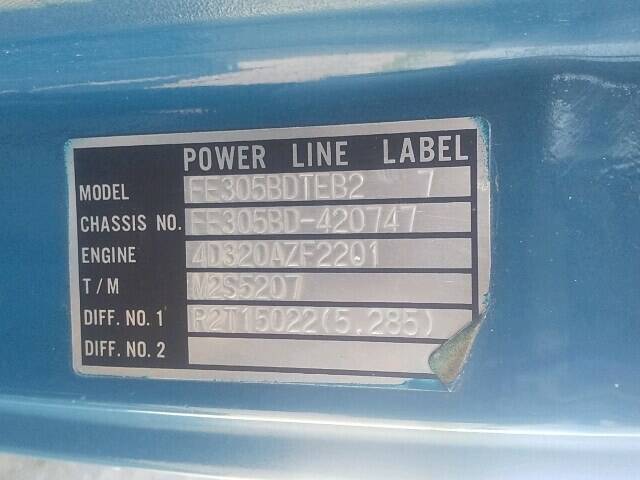 POWER LINE LABEL
MODEL FE305BDTEB2 7
CHASSIS NO. FE305BD-420747
ENGINE 4D320AZF2201
T/M M2S5207
DIFF. NO. 1 R2T15022(5.285)
DIFF. NO. 2